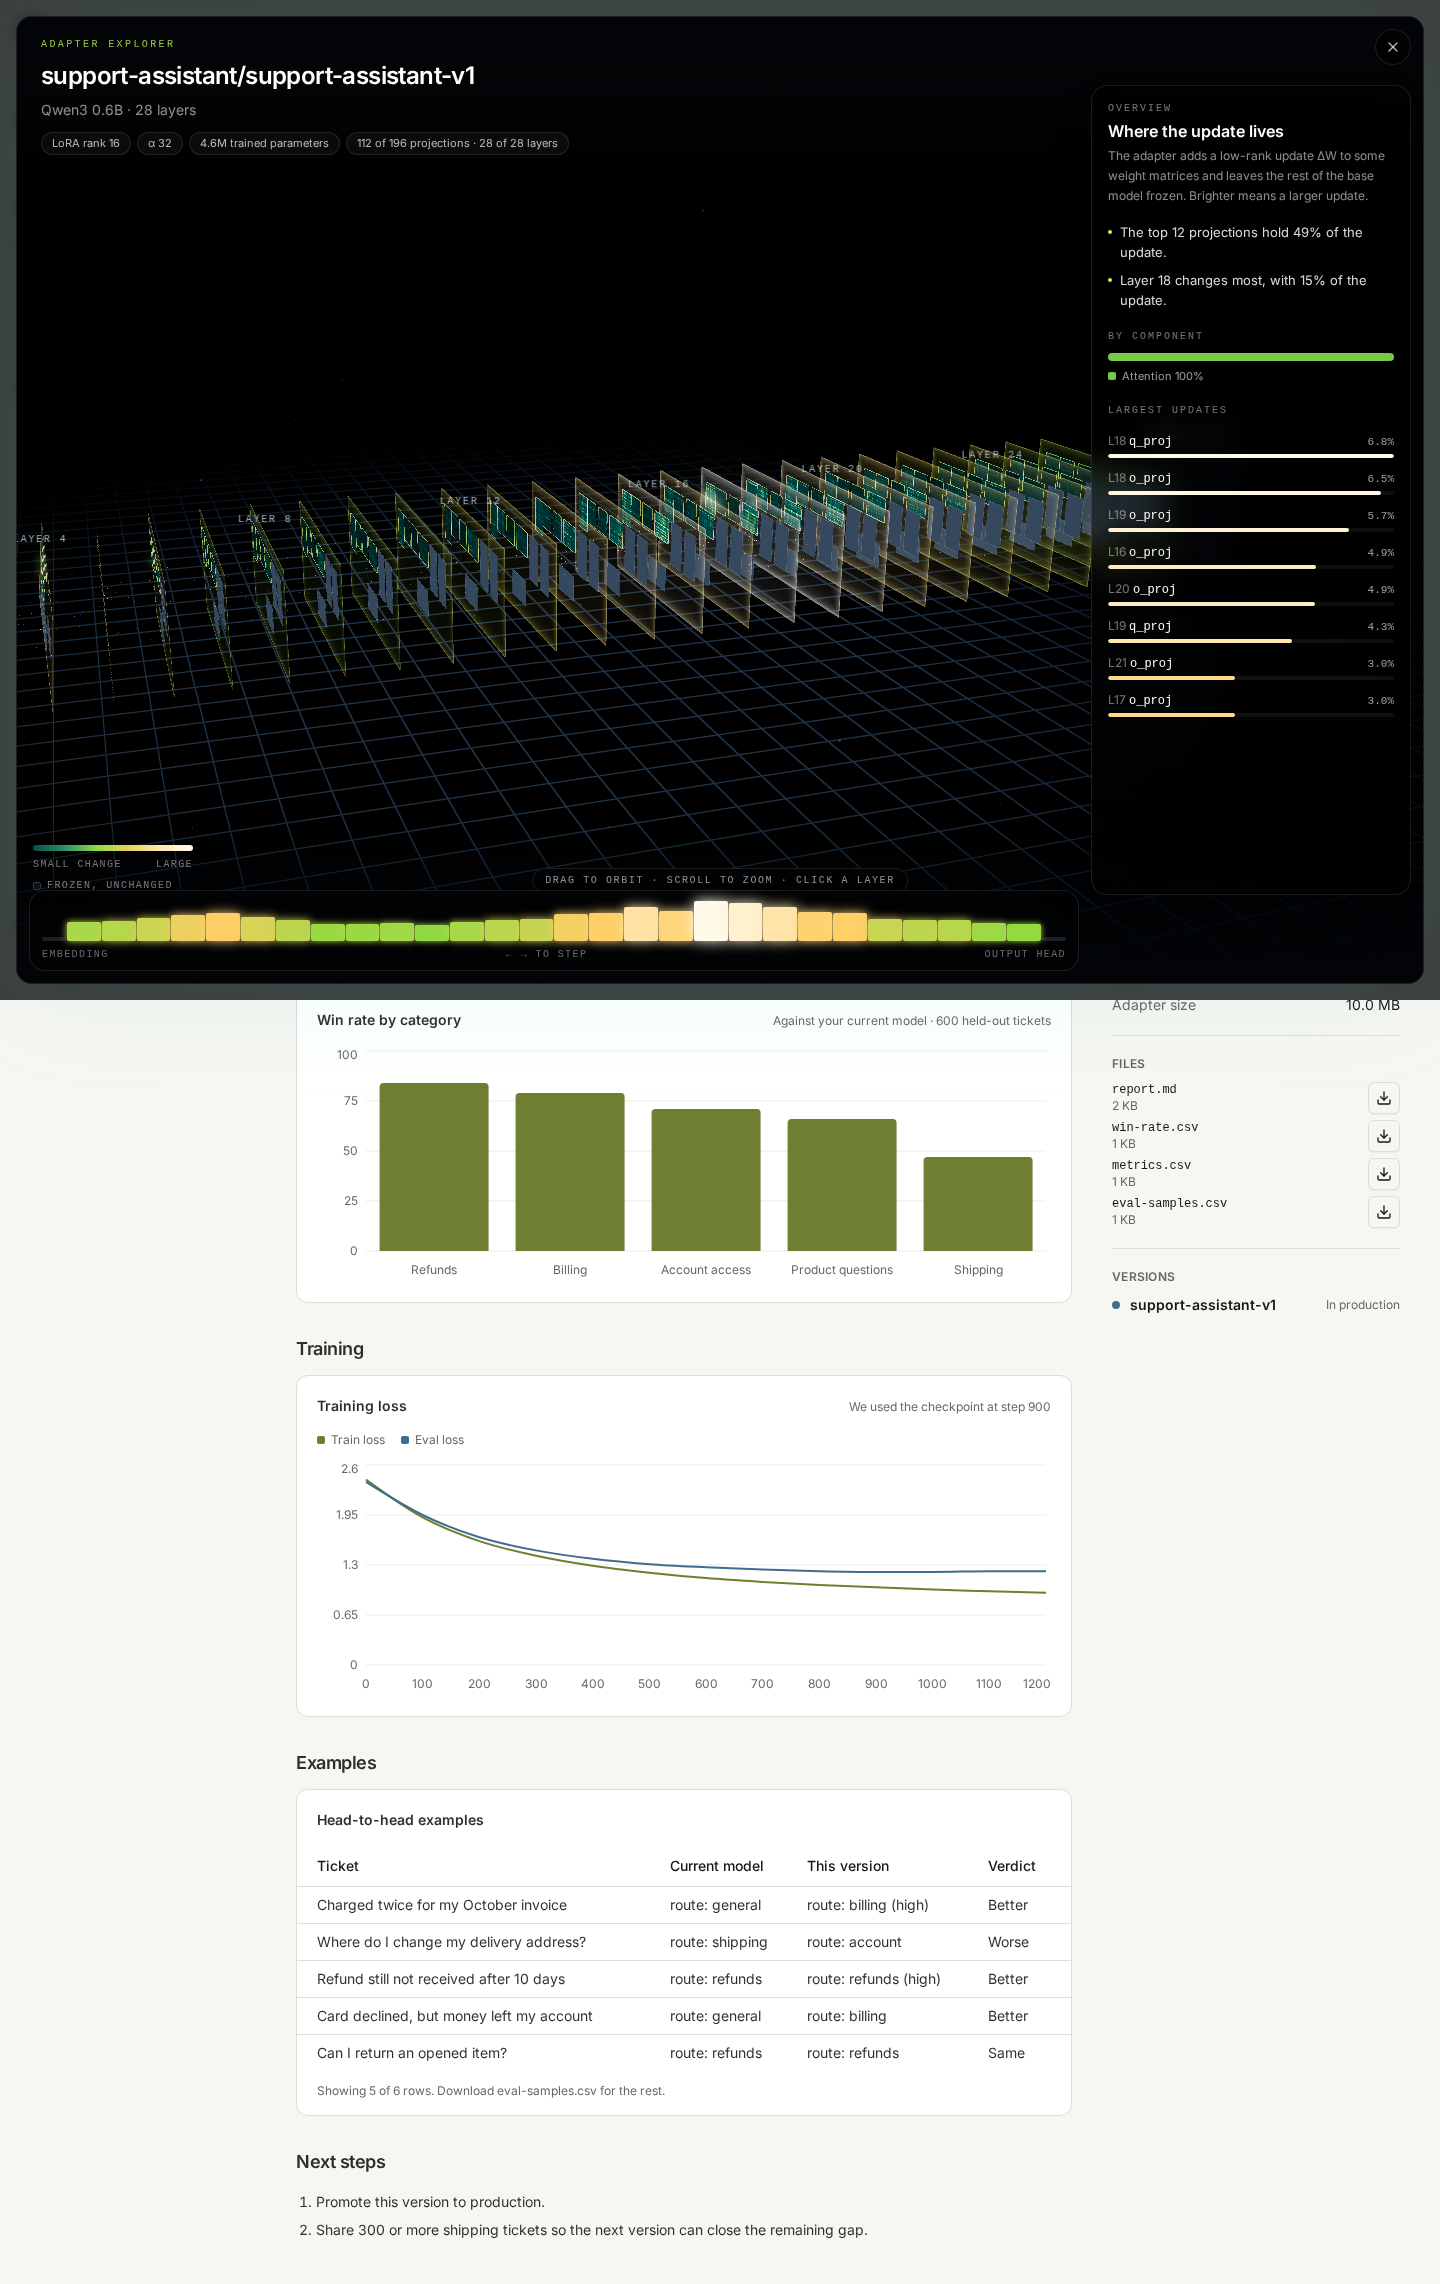 ADAPTER EXPLORER
support-assistant/support-assistant-v1
Qwen3 0.6B · 28 layers
LoRA rank 16
α 32
4.6M trained parameters
112 of 196 projections · 28 of 28 layers
OVERVIEW
Where the update lives
The adapter adds a low-rank update ΔW to some
weight matrices and leaves the rest of the base
model frozen. Brighter means a larger update.
The top 12 projections hold 49% of the
update.
Layer 18 changes most, with 15% of the
update.
BY COMPONENT
Attention 100%
LARGEST UPDATES
L18 q_proj 6.8%
L18 o_proj 6.5%
L19 o_proj 5.7%
L16 o_proj 4.9%
L20 o_proj 4.9%
L19 q_proj 4.3%
L21 o_proj 3.0%
L17 o_proj 3.0%
LAYER 4
LAYER 8
LAYER 12
LAYER 16
LAYER 20
LAYER 24
SMALL CHANGE LARGE
FROZEN, UNCHANGED
DRAG TO ORBIT · SCROLL TO ZOOM · CLICK A LAYER
EMBEDDING
← → TO STEP
OUTPUT HEAD
Adapter size 10.0 MB
FILES
report.md
2 KB
win-rate.csv
1 KB
metrics.csv
1 KB
eval-samples.csv
1 KB
VERSIONS
support-assistant-v1 In production
Win rate by category
Against your current model · 600 held-out tickets
100
75
50
25
0
Refunds Billing Account access Product questions Shipping
Training
Training loss
We used the checkpoint at step 900
Train loss Eval loss
2.6
1.95
1.3
0.65
0
0 100 200 300 400 500 600 700 800 900 1000 1100 1200
Examples
Head-to-head examples
Ticket Current model This version Verdict
Charged twice for my October invoice route: general route: billing (high) Better
Where do I change my delivery address? route: shipping route: account Worse
Refund still not received after 10 days route: refunds route: refunds (high) Better
Card declined, but money left my account route: general route: billing Better
Can I return an opened item? route: refunds route: refunds Same
Showing 5 of 6 rows. Download eval-samples.csv for the rest.
Next steps
1. Promote this version to production.
2. Share 300 or more shipping tickets so the next version can close the remaining gap.